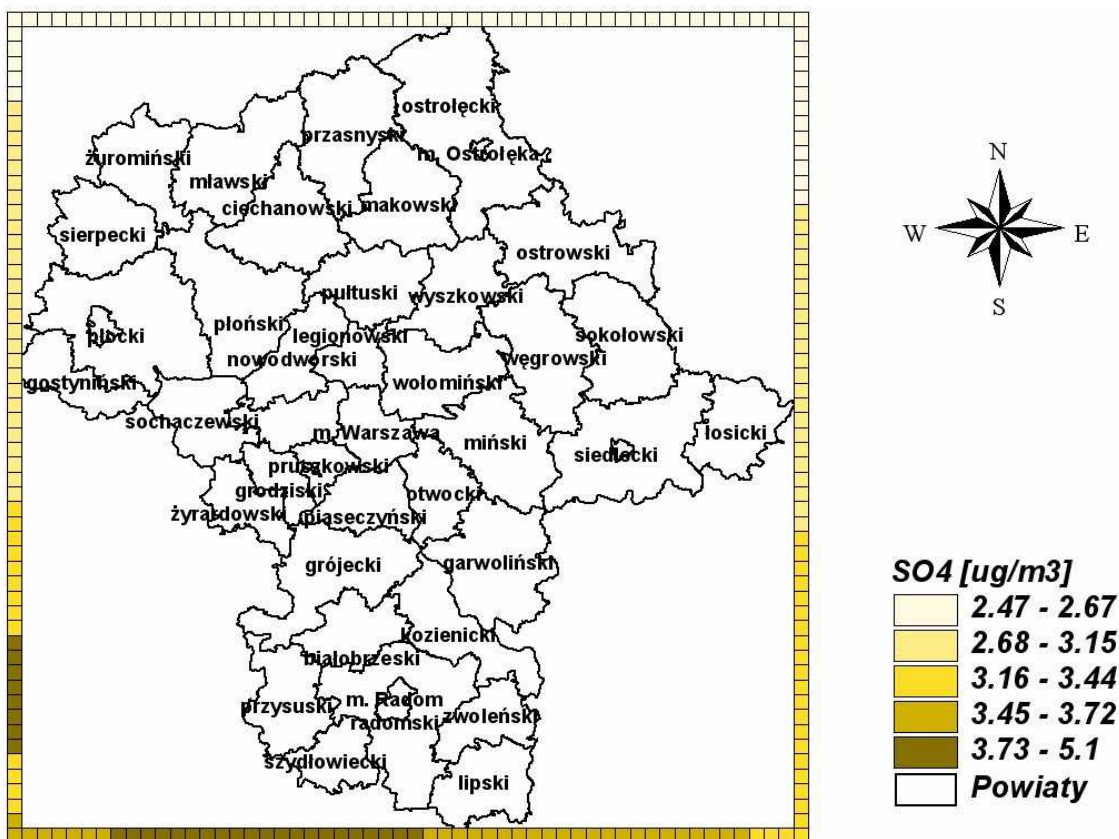 ostrołęcki
przasnyski
m. Ostrołęka
żuromiński
mławski
ciechanowski
makowski
sierpecki
ostrowski
pułtuski
wyszkowski
płoński
legionowski
sokołowski
płocki
nowodworski
węgrowski
gostyniński
wołomiński
sochaczewski
m. Warszawa
miński
łosicki
siedlecki
pruszkowski
grodziski
otwocki
żyrardowski
piaseczyński
grójecki
garwoliński
kozienicki
białobrzeski
przysuski
m. Radom
radomski
zwoleński
szydłowiecki
lipski
N
W
E
S
SO4 [ug/m3]
2.47 - 2.67
2.68 - 3.15
3.16 - 3.44
3.45 - 3.72
3.73 - 5.1
Powiaty